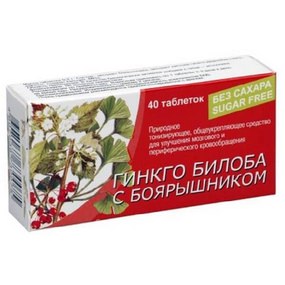 40 таблеток
БЕЗ САХАРА
SUGAR FREE
Природное
тонизирующее, общеукрепляющее средство
для улучшения мозгового и
периферического кровообращения
ГИНКГО БИЛОБА
С БОЯРЫШНИКОМ